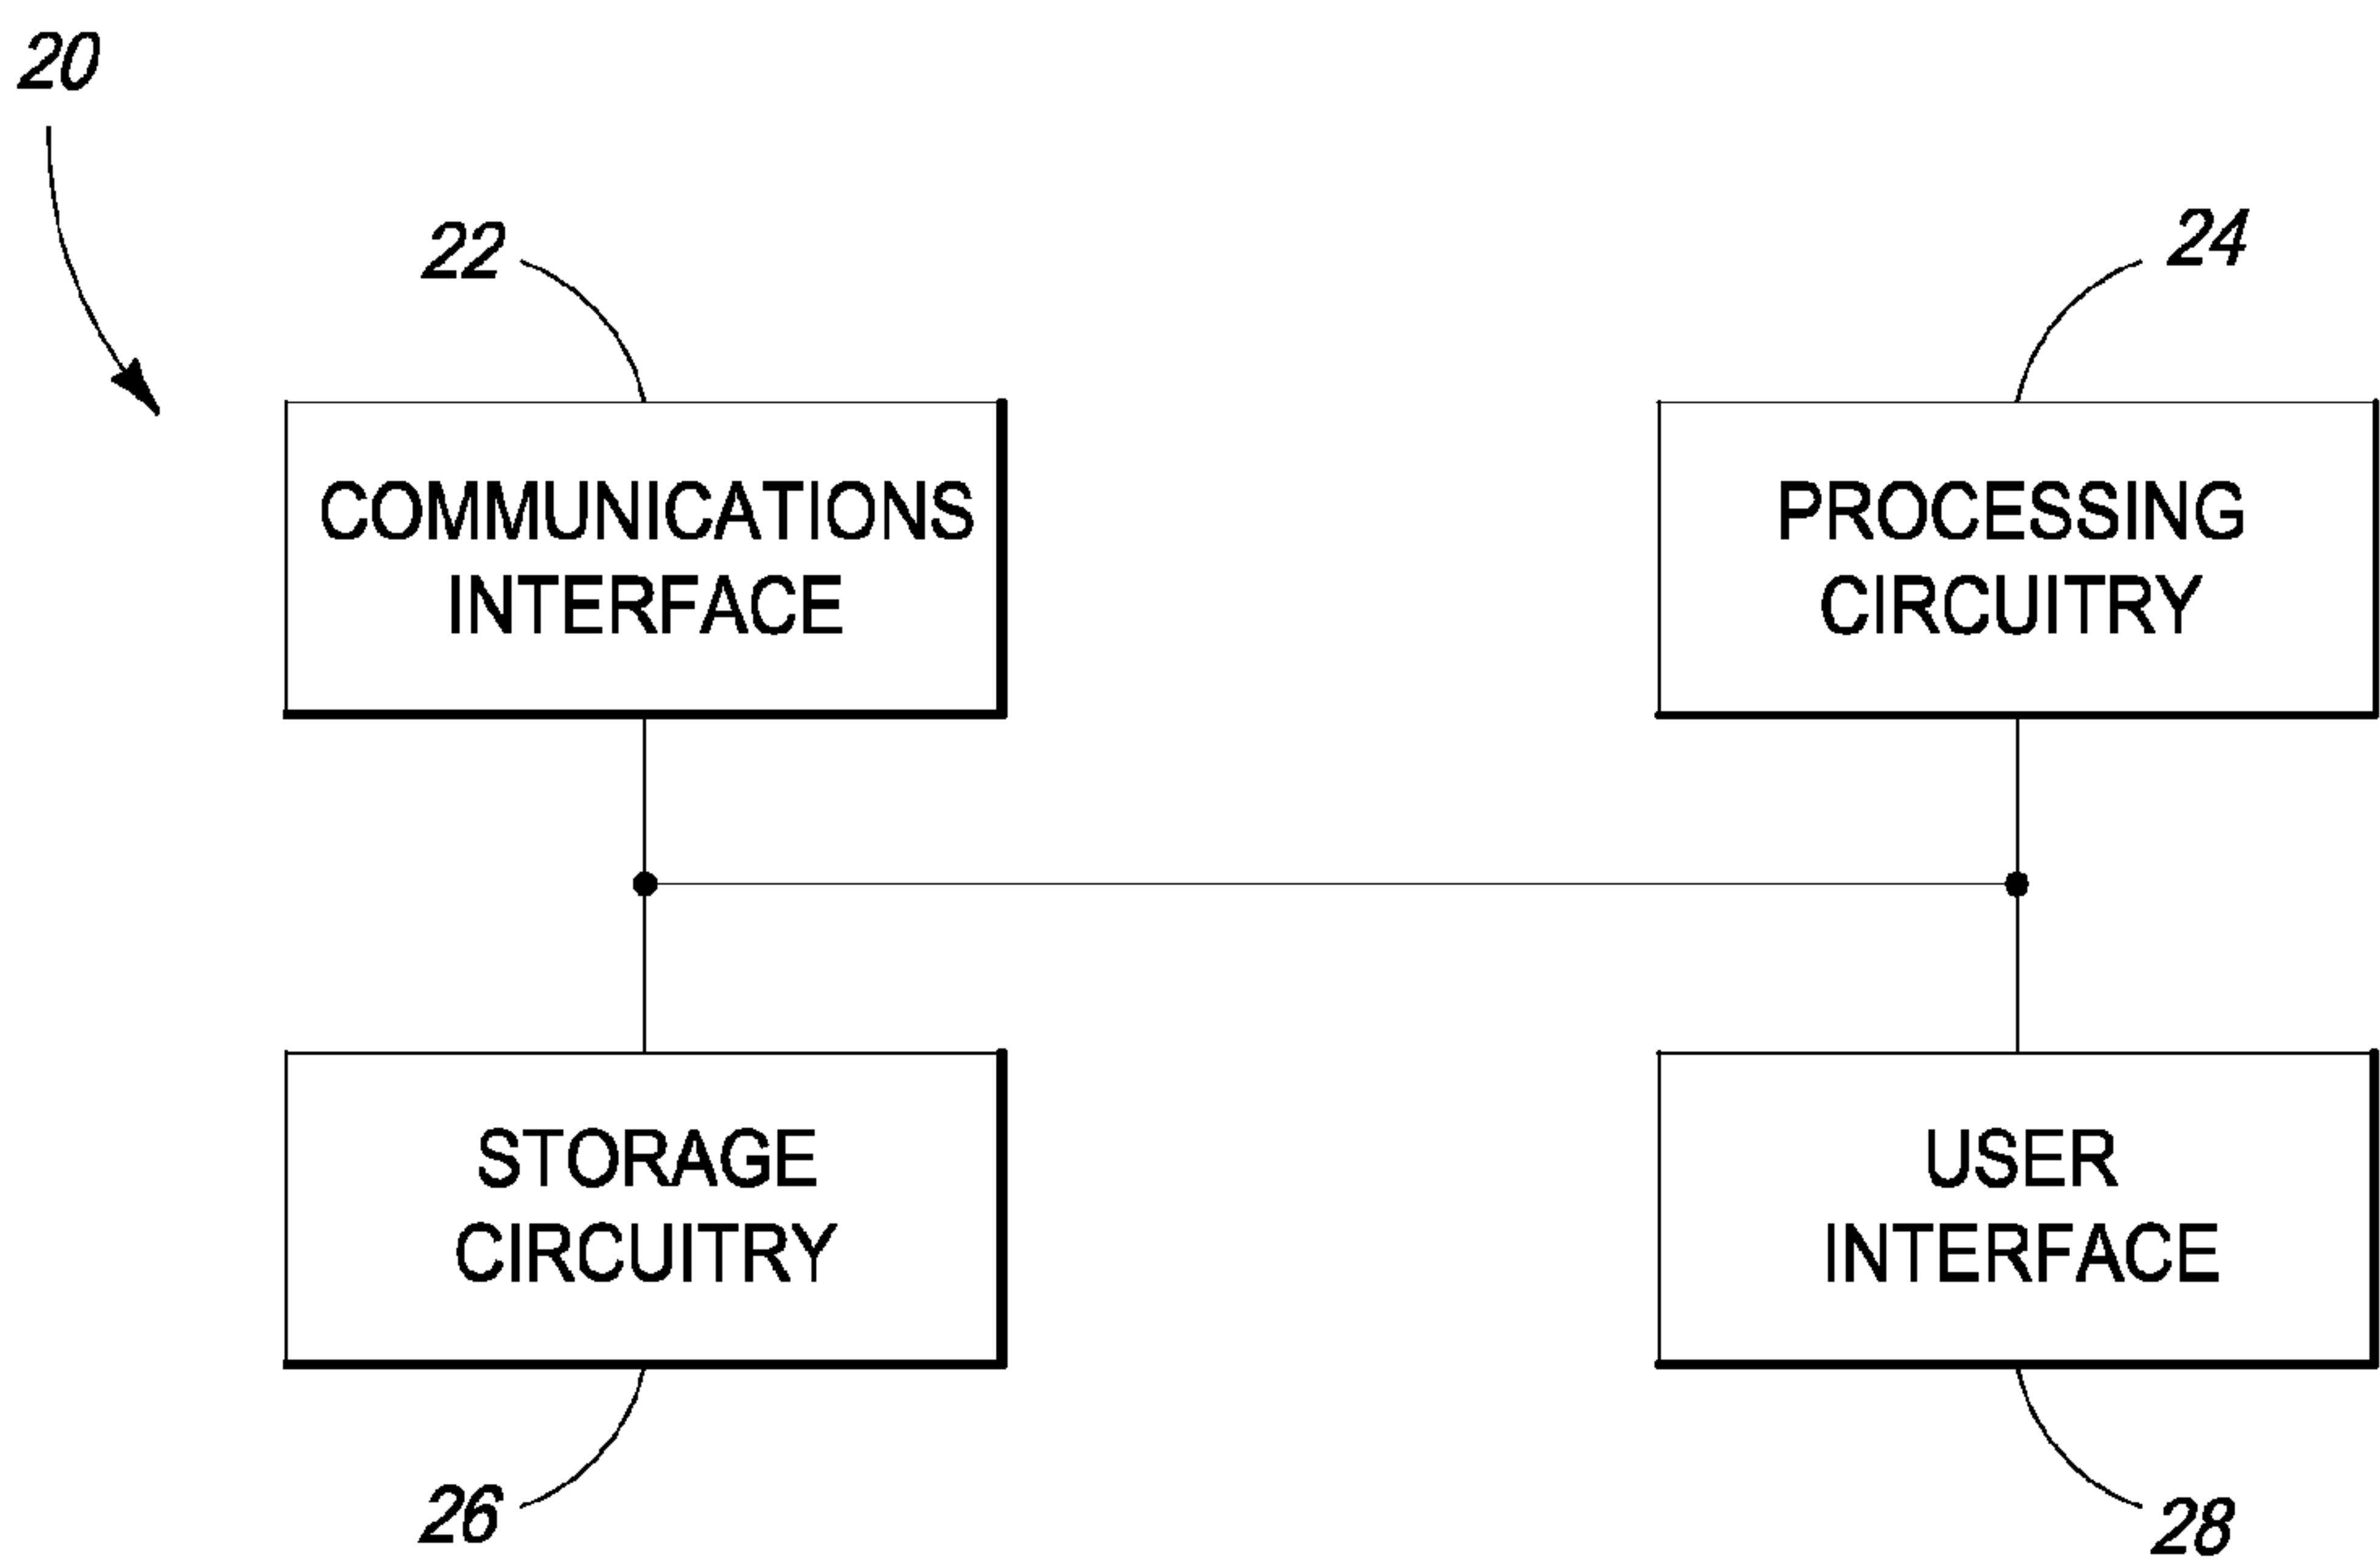 20
22
24
COMMUNICATIONS
INTERFACE
PROCESSING
CIRCUITRY
STORAGE
CIRCUITRY
USER
INTERFACE
26
28